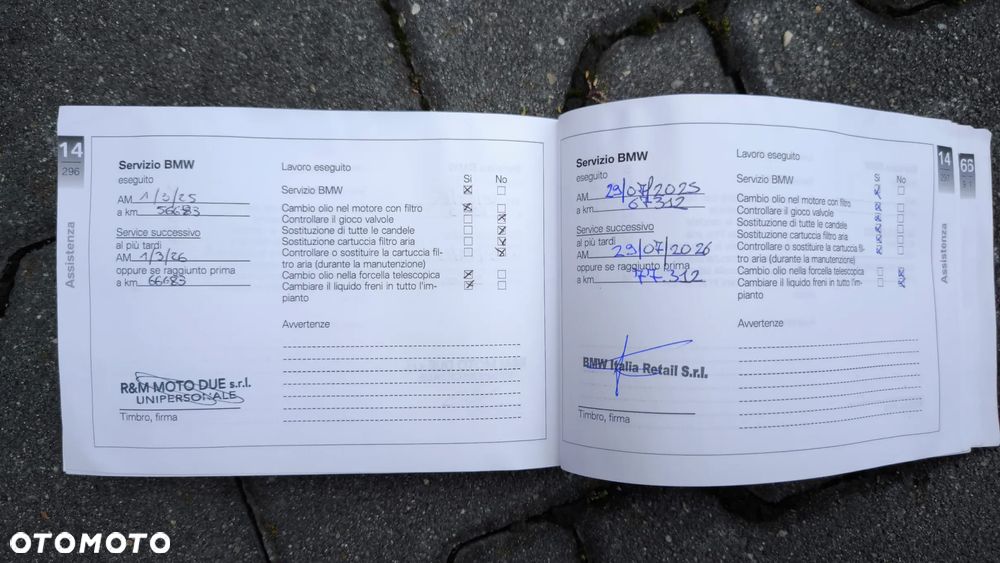 14
296
Assistenza
Servizio BMW
eseguito
AM 1/3/25
a km 56683
Service successivo
al più tardi
AM 1/3/26
oppure se raggiunto prima
a km 66683
R&M MOTO DUE s.r.l.
UNIPERSONALE
Timbro, firma
Lavoro eseguito
Sì No
Servizio BMW
Cambio olio nel motore con filtro
Controllare il gioco valvole
Sostituzione di tutte le candele
Sostituzione cartuccia filtro aria
Controllare o sostituire la cartuccia fil-
tro aria (durante la manutenzione)
Cambio olio nella forcella telescopica
Cambiare il liquido freni in tutto l'im-
pianto
Avvertenze
Servizio BMW
eseguito
AM 29/07/2025
a km 67.312
Service successivo
al più tardi
AM 29/07/2026
oppure se raggiunto prima
a km 77.312
BMW Italia Retail S.r.l.
Timbro, firma
Lavoro eseguito
Sì No
Servizio BMW
Cambio olio nel motore con filtro
Controllare il gioco valvole
Sostituzione di tutte le candele
Sostituzione cartuccia filtro aria
Controllare o sostituire la cartuccia fil-
tro aria (durante la manutenzione)
Cambio olio nella forcella telescopica
Cambiare il liquido freni in tutto l'im-
pianto
Avvertenze
14
297
Assistenza
66
OTOMOTO